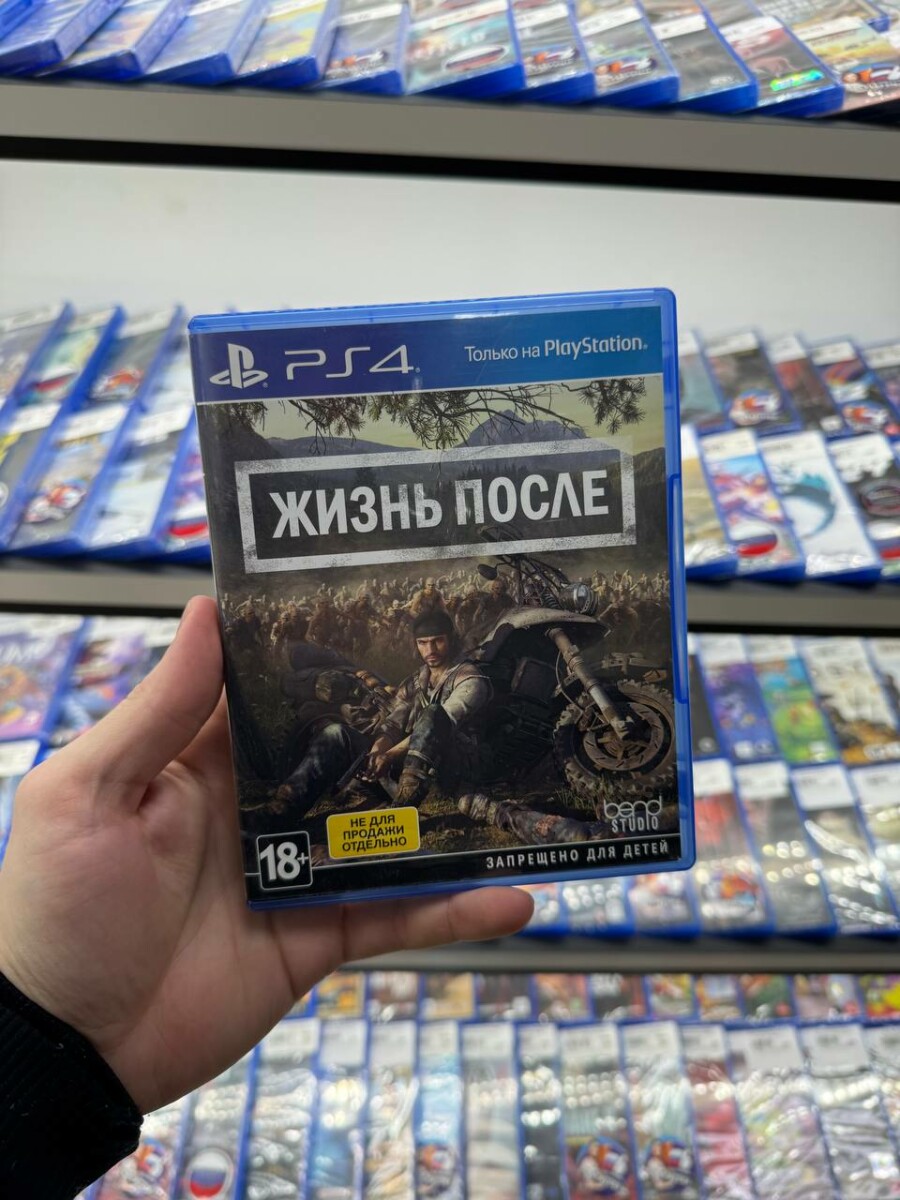 PS4
Только на PlayStation
ЖИЗНЬ ПОСЛЕ
bend
STUDIO
НЕ ДЛЯ
ПРОДАЖИ
ОТДЕЛЬНО
18+
ЗАПРЕЩЕНО ДЛЯ ДЕТЕЙ